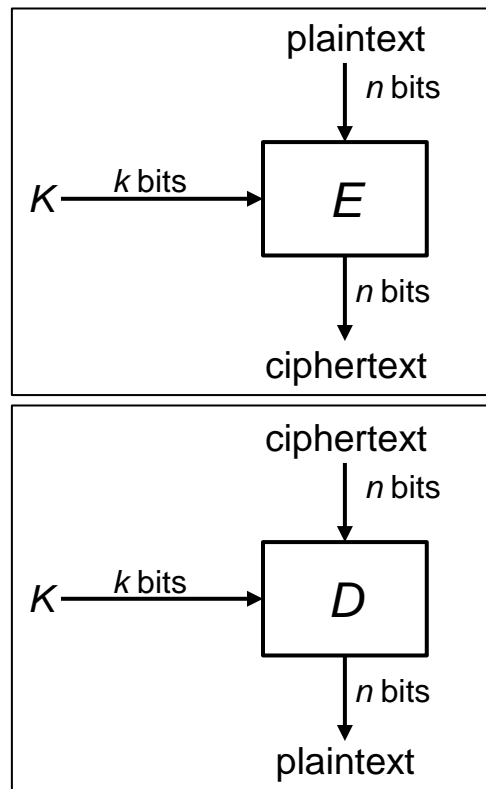 plaintext
n bits
k bits
K
E
n bits
ciphertext
ciphertext
n bits
k bits
K
D
n bits
plaintext